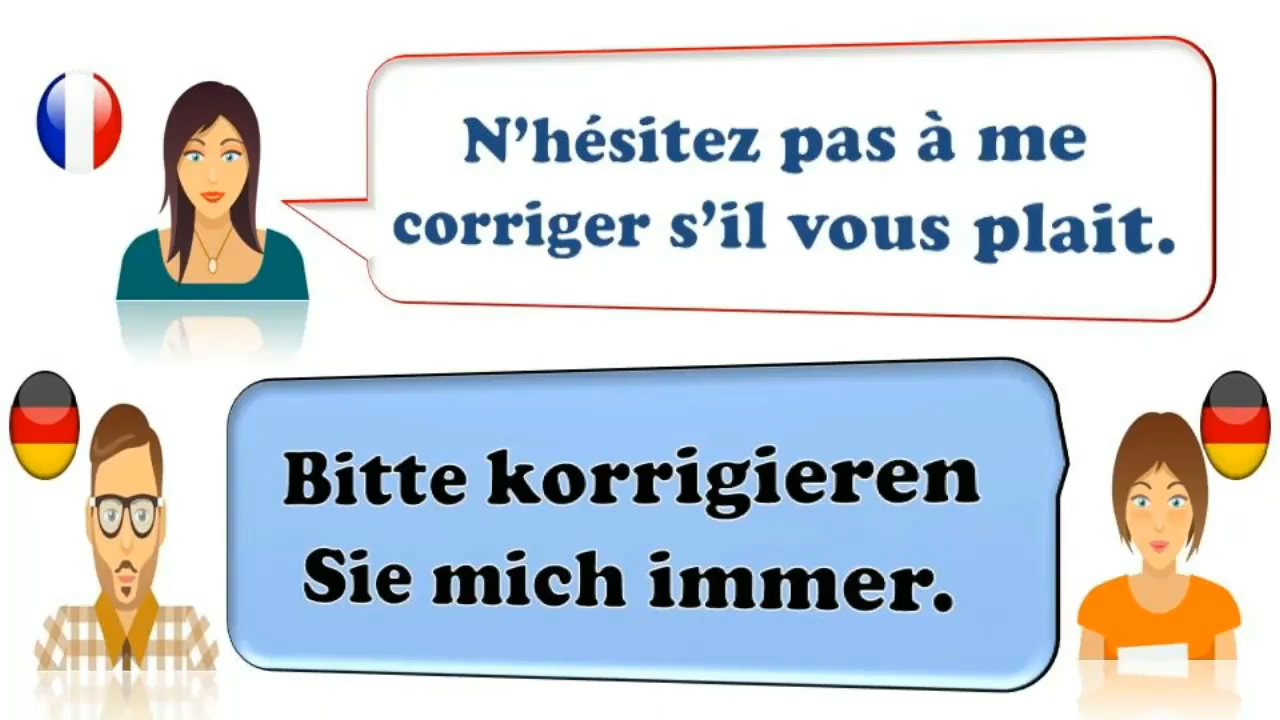 N’hésitez pas à me
corriger s’il vous plait.
Bitte korrigieren
Sie mich immer.